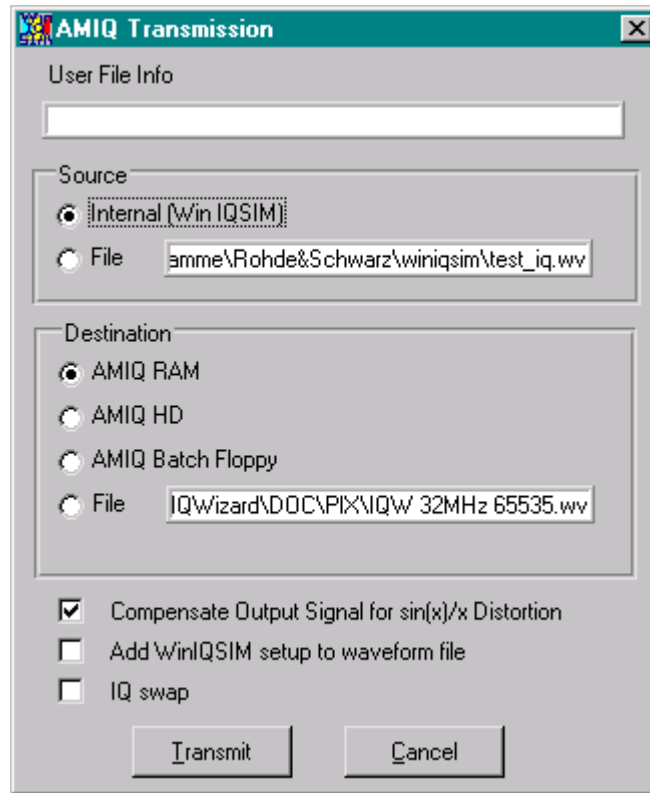 AMIQ Transmission
User File Info
Source
Internal (Win IQSIM)
File amme\Rohde&Schwarz\winiqsim\test_iq.wv
Destination
AMIQ RAM
AMIQ HD
AMIQ Batch Floppy
File IQWizard\DOC\PIX\IQW 32MHz 65535.wv
Compensate Output Signal for sin(x)/x Distortion
Add WinIQSIM setup to waveform file
IQ swap
Transmit Cancel